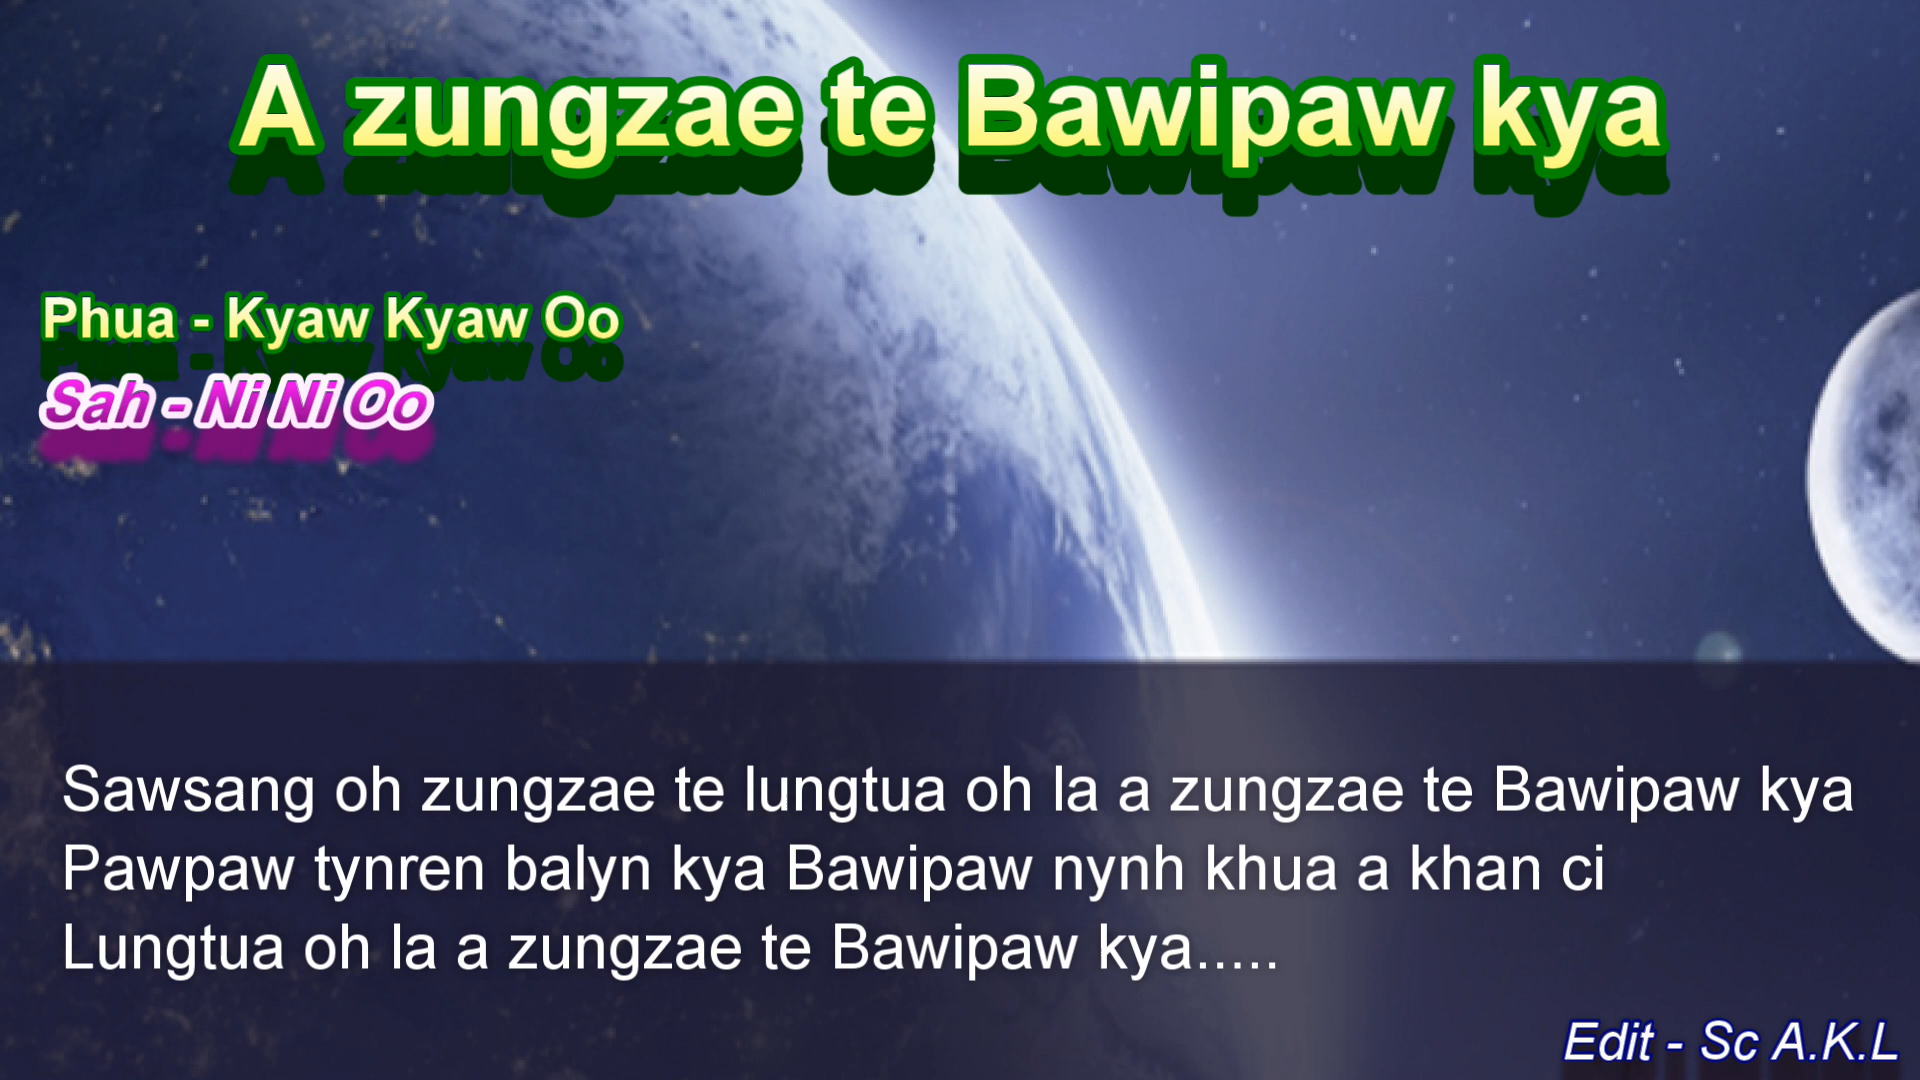 A zungzae te Bawipaw kya
Phua - Kyaw Kyaw Oo
Sah - Ni Ni Oo
Sawsang oh zungzae te lungtua oh la a zungzae te Bawipaw kya
Pawpaw tynren balyn kya Bawipaw nynh khua a khan ci
Lungtua oh la a zungzae te Bawipaw kya.....
Edit - Sc A.K.L